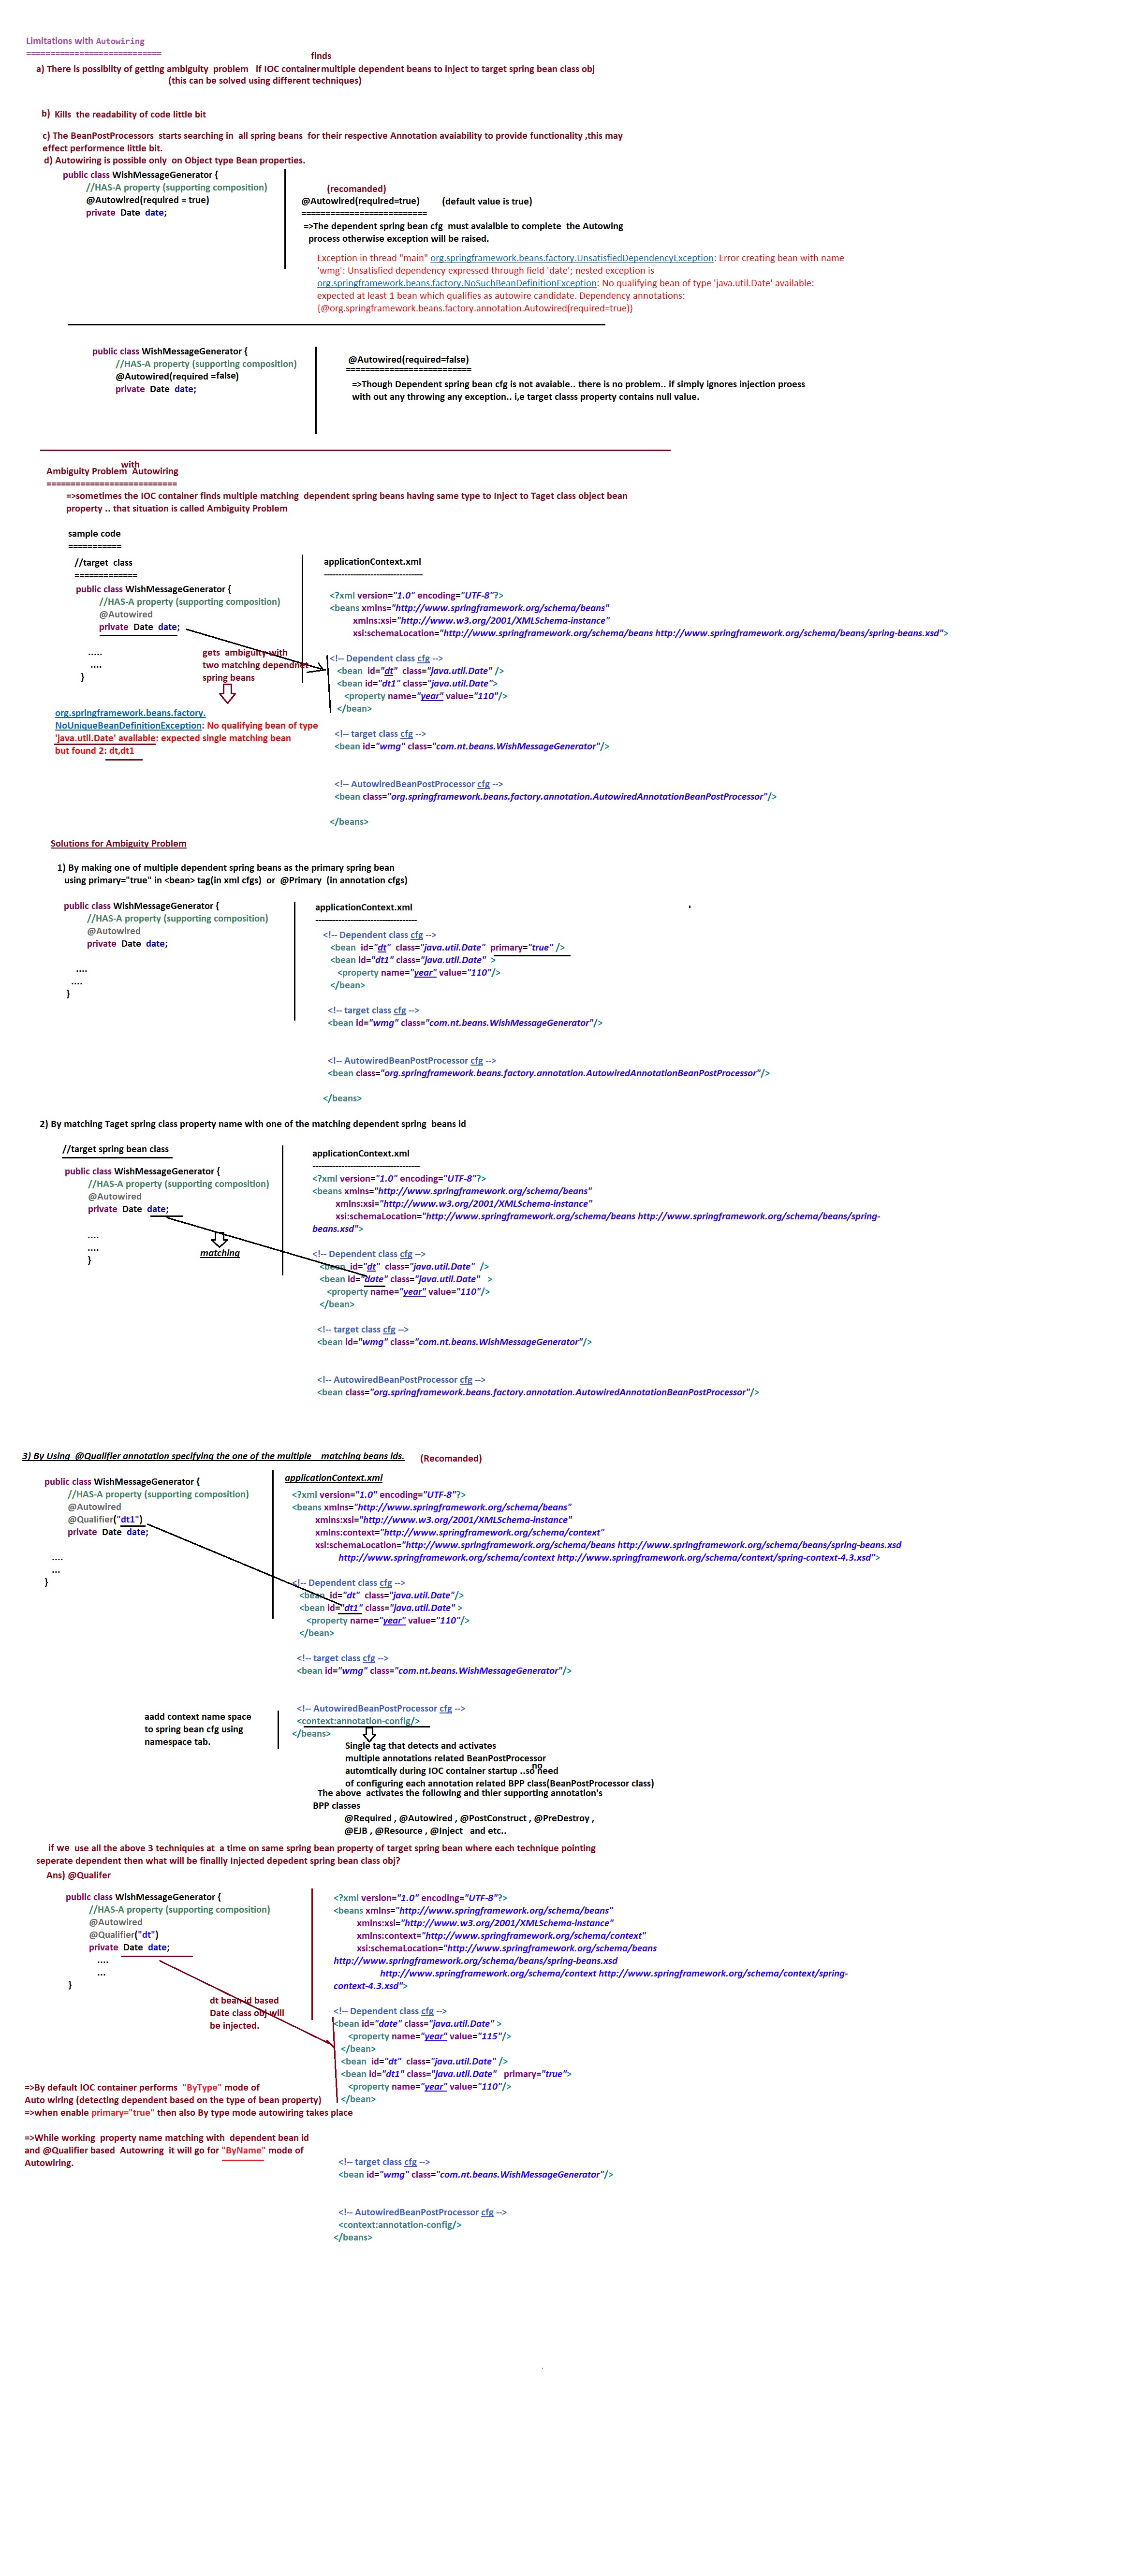 Limitations with Autowiring
============================
finds
a) There is possiblity of getting ambiguity problem if IOC container multiple dependent beans to inject to target spring bean class obj
(this can be solved using different techniques)
b) Kills the readability of code little bit
c) The BeanPostProcessors starts searching in all spring beans for their respective Annotation avaiability to provide functionality ,this may
effect performence little bit.
d) Autowiring is possible only on Object type Bean properties.
public class WishMessageGenerator {
//HAS-A property (supporting composition)
@Autowired(required = true)
private Date date;
(recomanded)
@Autowired(required=true) (default value is true)
==========================
=>The dependent spring bean cfg must avaialble to complete the Autowing
process otherwise exception will be raised.
Exception in thread "main" org.springframework.beans.factory.UnsatisfiedDependencyException: Error creating bean with name
'wmg': Unsatisfied dependency expressed through field 'date'; nested exception is
org.springframework.beans.factory.NoSuchBeanDefinitionException: No qualifying bean of type 'java.util.Date' available:
expected at least 1 bean which qualifies as autowire candidate. Dependency annotations:
{@org.springframework.beans.factory.annotation.Autowired(required=true)}
public class WishMessageGenerator {
//HAS-A property (supporting composition)
@Autowired(required =false)
private Date date;
@Autowired(required=false)
==========================
=>Though Dependent spring bean cfg is not avaiable.. there is no problem.. if simply ignores injection proess
with out any throwing any exception.. i,e target classs property contains null value.
with
Ambiguity Problem Autowiring
===========================
=>sometimes the IOC container finds multiple matching dependent spring beans having same type to Inject to Taget class object bean
property .. that situation is called Ambiguity Problem
sample code
===========
//target class
=============
public class WishMessageGenerator {
//HAS-A property (supporting composition)
@Autowired
private Date date;
.....
....
}
gets ambiguity with
two matching dependnet
spring beans
org.springframework.beans.factory.
NoUniqueBeanDefinitionException: No qualifying bean of type
'java.util.Date' available: expected single matching bean
but found 2: dt,dt1
applicationContext.xml
----------------------------------
<?xml version="1.0" encoding="UTF-8"?>
<beans xmlns="http://www.springframework.org/schema/beans"
xmlns:xsi="http://www.w3.org/2001/XMLSchema-instance"
xsi:schemaLocation="http://www.springframework.org/schema/beans http://www.springframework.org/schema/beans/spring-beans.xsd">
<!-- Dependent class cfg -->
<bean id="dt" class="java.util.Date" />
<bean id="dt1" class="java.util.Date">
<property name="year" value="110"/>
</bean>
<!-- target class cfg -->
<bean id="wmg" class="com.nt.beans.WishMessageGenerator"/>
<!-- AutowiredBeanPostProcessor cfg -->
<bean class="org.springframework.beans.factory.annotation.AutowiredAnnotationBeanPostProcessor"/>
</beans>
Solutions for Ambiguity Problem
1) By making one of multiple dependent spring beans as the primary spring bean
using primary="true" in <bean> tag(in xml cfgs) or @Primary (in annotation cfgs)
public class WishMessageGenerator {
//HAS-A property (supporting composition)
@Autowired
private Date date;
....
....
}
applicationContext.xml
-----------------------------------
<!-- Dependent class cfg -->
<bean id="dt" class="java.util.Date" primary="true" />
<bean id="dt1" class="java.util.Date" >
<property name="year" value="110"/>
</bean>
<!-- target class cfg -->
<bean id="wmg" class="com.nt.beans.WishMessageGenerator"/>
<!-- AutowiredBeanPostProcessor cfg -->
<bean class="org.springframework.beans.factory.annotation.AutowiredAnnotationBeanPostProcessor"/>
</beans>
2) By matching Taget spring class property name with one of the matching dependent spring beans id
//target spring bean class
public class WishMessageGenerator {
//HAS-A property (supporting composition)
@Autowired
private Date date;
....
....
}
matching
applicationContext.xml
-------------------------------------
<?xml version="1.0" encoding="UTF-8"?>
<beans xmlns="http://www.springframework.org/schema/beans"
xmlns:xsi="http://www.w3.org/2001/XMLSchema-instance"
xsi:schemaLocation="http://www.springframework.org/schema/beans http://www.springframework.org/schema/beans/spring-
beans.xsd">
<!-- Dependent class cfg -->
<bean id="dt" class="java.util.Date" />
<bean id="date" class="java.util.Date" >
<property name="year" value="110"/>
</bean>
<!-- target class cfg -->
<bean id="wmg" class="com.nt.beans.WishMessageGenerator"/>
<!-- AutowiredBeanPostProcessor cfg -->
<bean class="org.springframework.beans.factory.annotation.AutowiredAnnotationBeanPostProcessor"/>
3) By Using @Qualifier annotation specifying the one of the multiple matching beans ids. (Recomanded)
public class WishMessageGenerator {
//HAS-A property (supporting composition)
@Autowired
@Qualifier("dt1")
private Date date;
....
...
}
applicationContext.xml
<?xml version="1.0" encoding="UTF-8"?>
<beans xmlns="http://www.springframework.org/schema/beans"
xmlns:xsi="http://www.w3.org/2001/XMLSchema-instance"
xmlns:context="http://www.springframework.org/schema/context"
xsi:schemaLocation="http://www.springframework.org/schema/beans http://www.springframework.org/schema/beans/spring-beans.xsd
http://www.springframework.org/schema/context http://www.springframework.org/schema/context/spring-context-4.3.xsd">
<!-- Dependent class cfg -->
<bean id="dt" class="java.util.Date"/>
<bean id="dt1" class="java.util.Date" >
<property name="year" value="110"/>
</bean>
<!-- target class cfg -->
<bean id="wmg" class="com.nt.beans.WishMessageGenerator"/>
<!-- AutowiredBeanPostProcessor cfg -->
<context:annotation-config/>
</beans>
aadd context name space
to spring bean cfg using
namespace tab.
Single tag that detects and activates
multiple annotations related BeanPostProcessor
no
automtically during IOC container startup ..so need
of configuring each annotation related BPP class(BeanPostProcessor class)
The above activates the following and thier supporting annotation's
BPP classes
@Required , @Autowired , @PostConstruct , @PreDestroy ,
@EJB , @Resource , @Inject and etc..
if we use all the above 3 techniquies at a time on same spring bean property of target spring bean where each technique pointing
seperate dependent then what will be finallly Injected depedent spring bean class obj?
Ans) @Qualifer
public class WishMessageGenerator {
//HAS-A property (supporting composition)
@Autowired
@Qualifier("dt")
private Date date;
....
...
}
dt bean id based
Date class obj will
be injected.
<?xml version="1.0" encoding="UTF-8"?>
<beans xmlns="http://www.springframework.org/schema/beans"
xmlns:xsi="http://www.w3.org/2001/XMLSchema-instance"
xmlns:context="http://www.springframework.org/schema/context"
xsi:schemaLocation="http://www.springframework.org/schema/beans
http://www.springframework.org/schema/beans/spring-beans.xsd
http://www.springframework.org/schema/context http://www.springframework.org/schema/context/spring-
context-4.3.xsd">
<!-- Dependent class cfg -->
<bean id="date" class="java.util.Date" >
<property name="year" value="115"/>
</bean>
<bean id="dt" class="java.util.Date" />
<bean id="dt1" class="java.util.Date" primary="true">
<property name="year" value="110"/>
</bean>
=>By default IOC container performs "ByType" mode of
Auto wiring (detecting dependent based on the type of bean property)
=>when enable primary="true" then also By type mode autowiring takes place
=>While working property name matching with dependent bean id
and @Qualifier based Autowring it will go for "ByName" mode of
Autowiring.
<!-- target class cfg -->
<bean id="wmg" class="com.nt.beans.WishMessageGenerator"/>
<!-- AutowiredBeanPostProcessor cfg -->
<context:annotation-config/>
</beans>